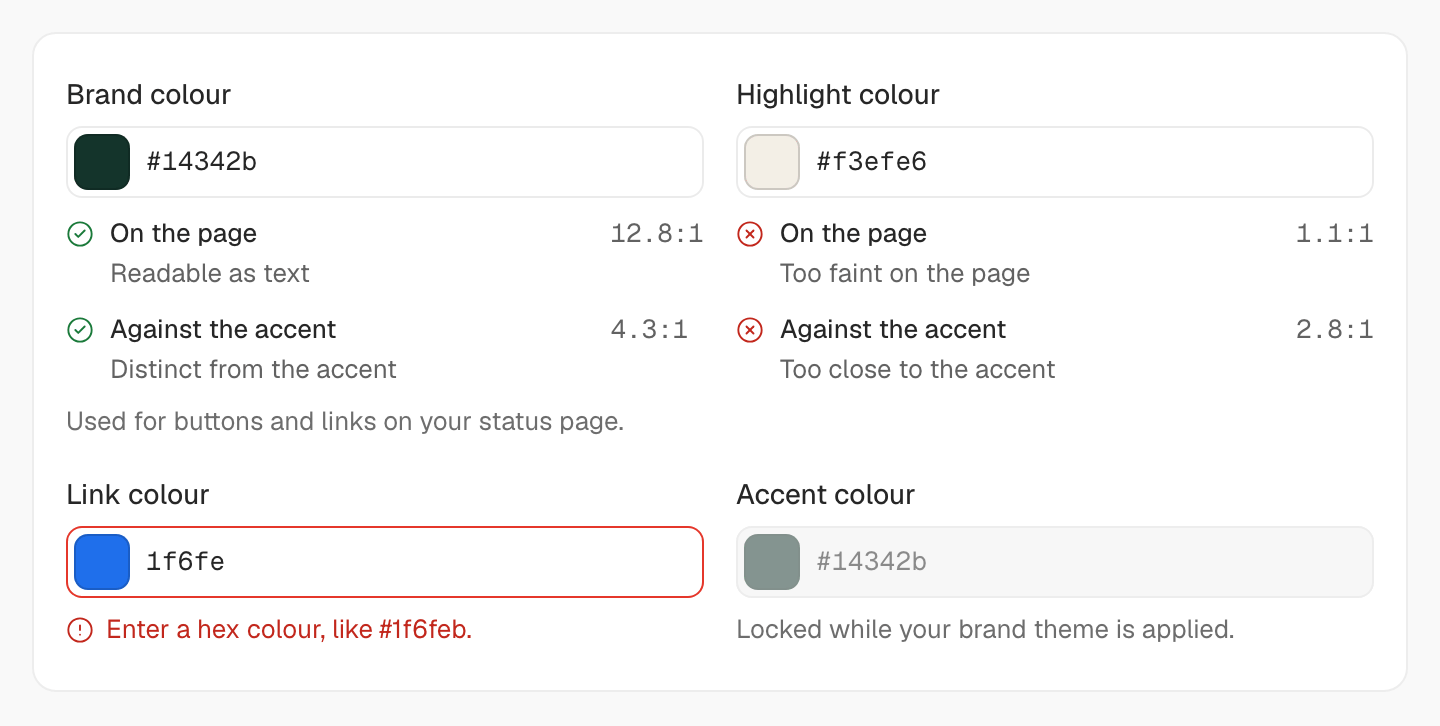 Brand colour
#14342b
On the page 12.8:1
Readable as text
Against the accent 4.3:1
Distinct from the accent
Used for buttons and links on your status page.
Highlight colour
#f3efe6
On the page 1.1:1
Too faint on the page
Against the accent 2.8:1
Too close to the accent
Link colour
1f6fe
Enter a hex colour, like #1f6feb.
Accent colour
#14342b
Locked while your brand theme is applied.